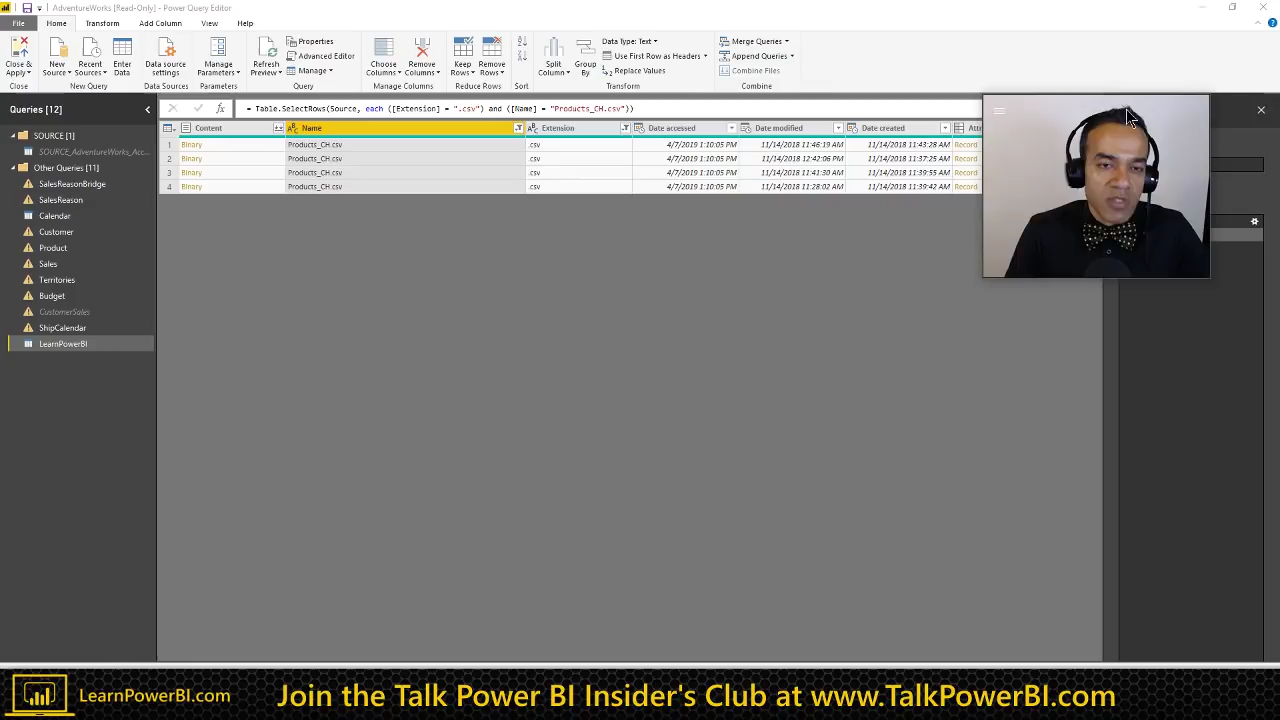 AdventureWorks [Read-Only] - Power Query Editor
File Home Transform Add Column View Help
Close & Apply
New Source
Recent Sources
Enter Data
Data source settings
Manage Parameters
Refresh Preview
Properties
Advanced Editor
Manage
Choose Columns
Remove Columns
Keep Rows
Remove Rows
Split Column
Group By
Data Type: Text
Use First Row as Headers
Replace Values
Merge Queries
Append Queries
Combine Files
Close New Query Data Sources Parameters Query Manage Columns Reduce Rows Sort Transform Combine
Queries [12]
= Table.SelectRows(Source, each ([Extension] = ".csv") and ([Name] = "Products_CH.csv"))
SOURCE [1]
SOURCE_AdventureWorks_Acc...
Other Queries [11]
SalesReasonBridge
SalesReason
Calendar
Customer
Product
Sales
Territories
Budget
CustomerSales
ShipCalendar
LearnPowerBI
Content Name Extension Date accessed Date modified Date created Attri
1 Binary Products_CH.csv .csv 4/7/2019 1:10:05 PM 11/14/2018 11:46:19 AM 11/14/2018 11:43:28 AM Record
2 Binary Products_CH.csv .csv 4/7/2019 1:10:05 PM 11/14/2018 12:42:06 PM 11/14/2018 11:37:25 AM Record
3 Binary Products_CH.csv .csv 4/7/2019 1:10:05 PM 11/14/2018 11:41:30 AM 11/14/2018 11:39:55 AM Record
4 Binary Products_CH.csv .csv 4/7/2019 1:10:05 PM 11/14/2018 11:28:02 AM 11/14/2018 11:39:42 AM Record
LearnPowerBI.com
Join the Talk Power BI Insider's Club at www.TalkPowerBI.com